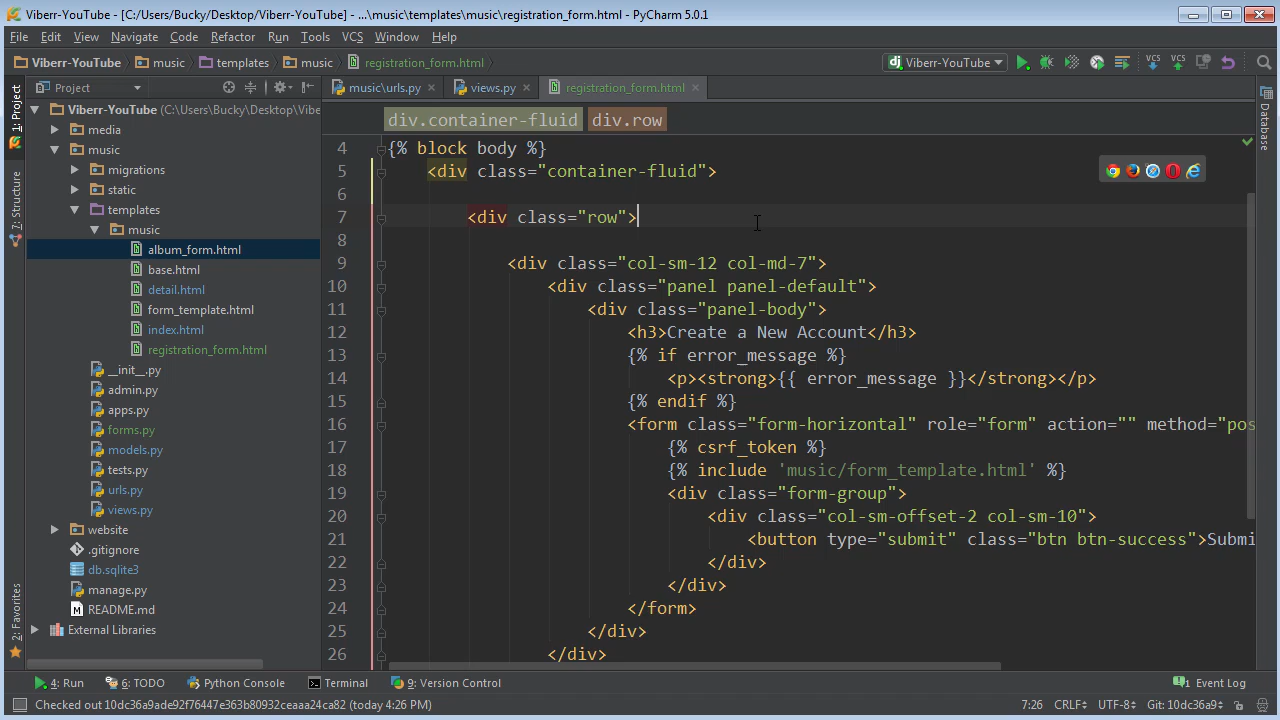 Viberr-YouTube - [C:\Users\Bucky\Desktop\Viberr-YouTube] - ...\music\templates\music\registration_form.html - PyCharm 5.0.1
File Edit View Navigate Code Refactor Run Tools VCS Window Help
Viberr-YouTube music templates music registration_form.html dj Viberr-YouTube VCS VCS
1: Project
Project
music\urls.py views.py registration_form.html
Database
Viberr-YouTube (C:\Users\Bucky\Desktop
media
music
migrations
static
templates
music
album_form.html
base.html
detail.html
form_template.html
index.html
registration_form.html
__init__.py
admin.py
apps.py
forms.py
models.py
tests.py
urls.py
views.py
website
.gitignore
db.sqlite3
manage.py
README.md
External Libraries
7: Structure
2: Favorites
div.container-fluid div.row
4 {% block body %}
5 <div class="container-fluid">
6
7 <div class="row">
8
9 <div class="col-sm-12 col-md-7">
10 <div class="panel panel-default">
11 <div class="panel-body">
12 <h3>Create a New Account</h3>
13 {% if error_message %}
14 <p><strong>{{ error_message }}</strong></p>
15 {% endif %}
16 <form class="form-horizontal" role="form" action="" method="pos
17 {% csrf_token %}
18 {% include 'music/form_template.html' %}
19 <div class="form-group">
20 <div class="col-sm-offset-2 col-sm-10">
21 <button type="submit" class="btn btn-success">Submi
22 </div>
23 </div>
24 </form>
25 </div>
26 </div>
4: Run 6: TODO Python Console Terminal 9: Version Control 1 Event Log
Checked out 10dc36a9ade92f76447e363b80932ceaaa24ca82 (today 4:26 PM) 7:26 CRLF UTF-8 Git: 10dc36a9